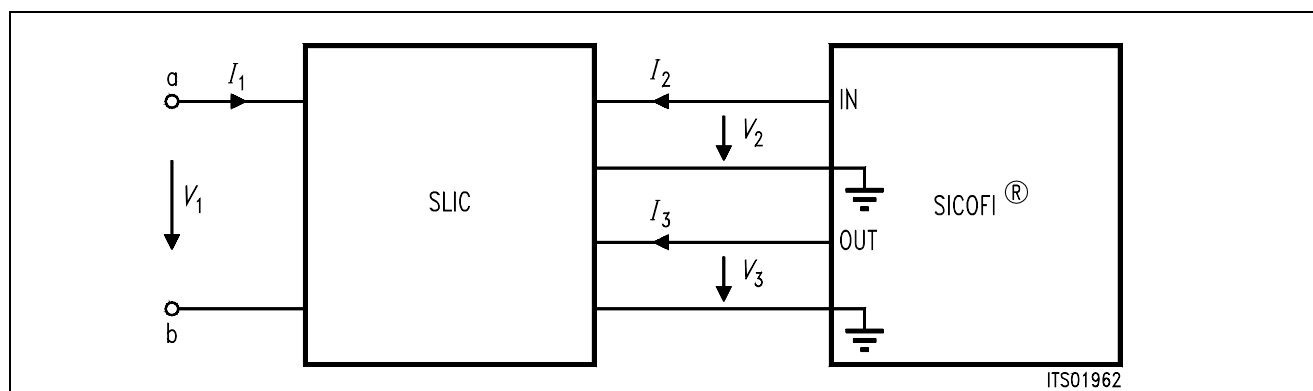 a
I1
I2
IN
V2
V1
SLIC
SICOFI®
I3
OUT
V3
b
ITS01962